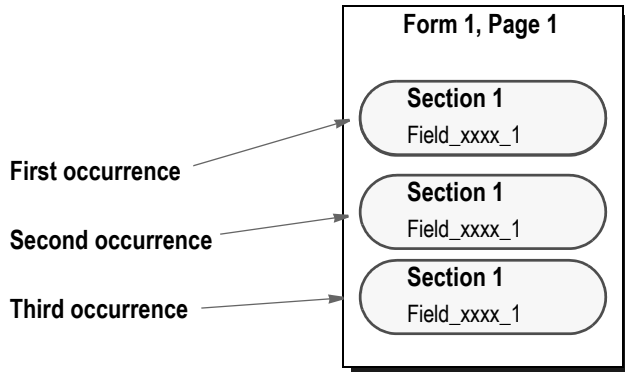 Form 1, Page 1
Section 1
Field_xxxx_1
First occurrence
Section 1
Field_xxxx_1
Second occurrence
Section 1
Field_xxxx_1
Third occurrence